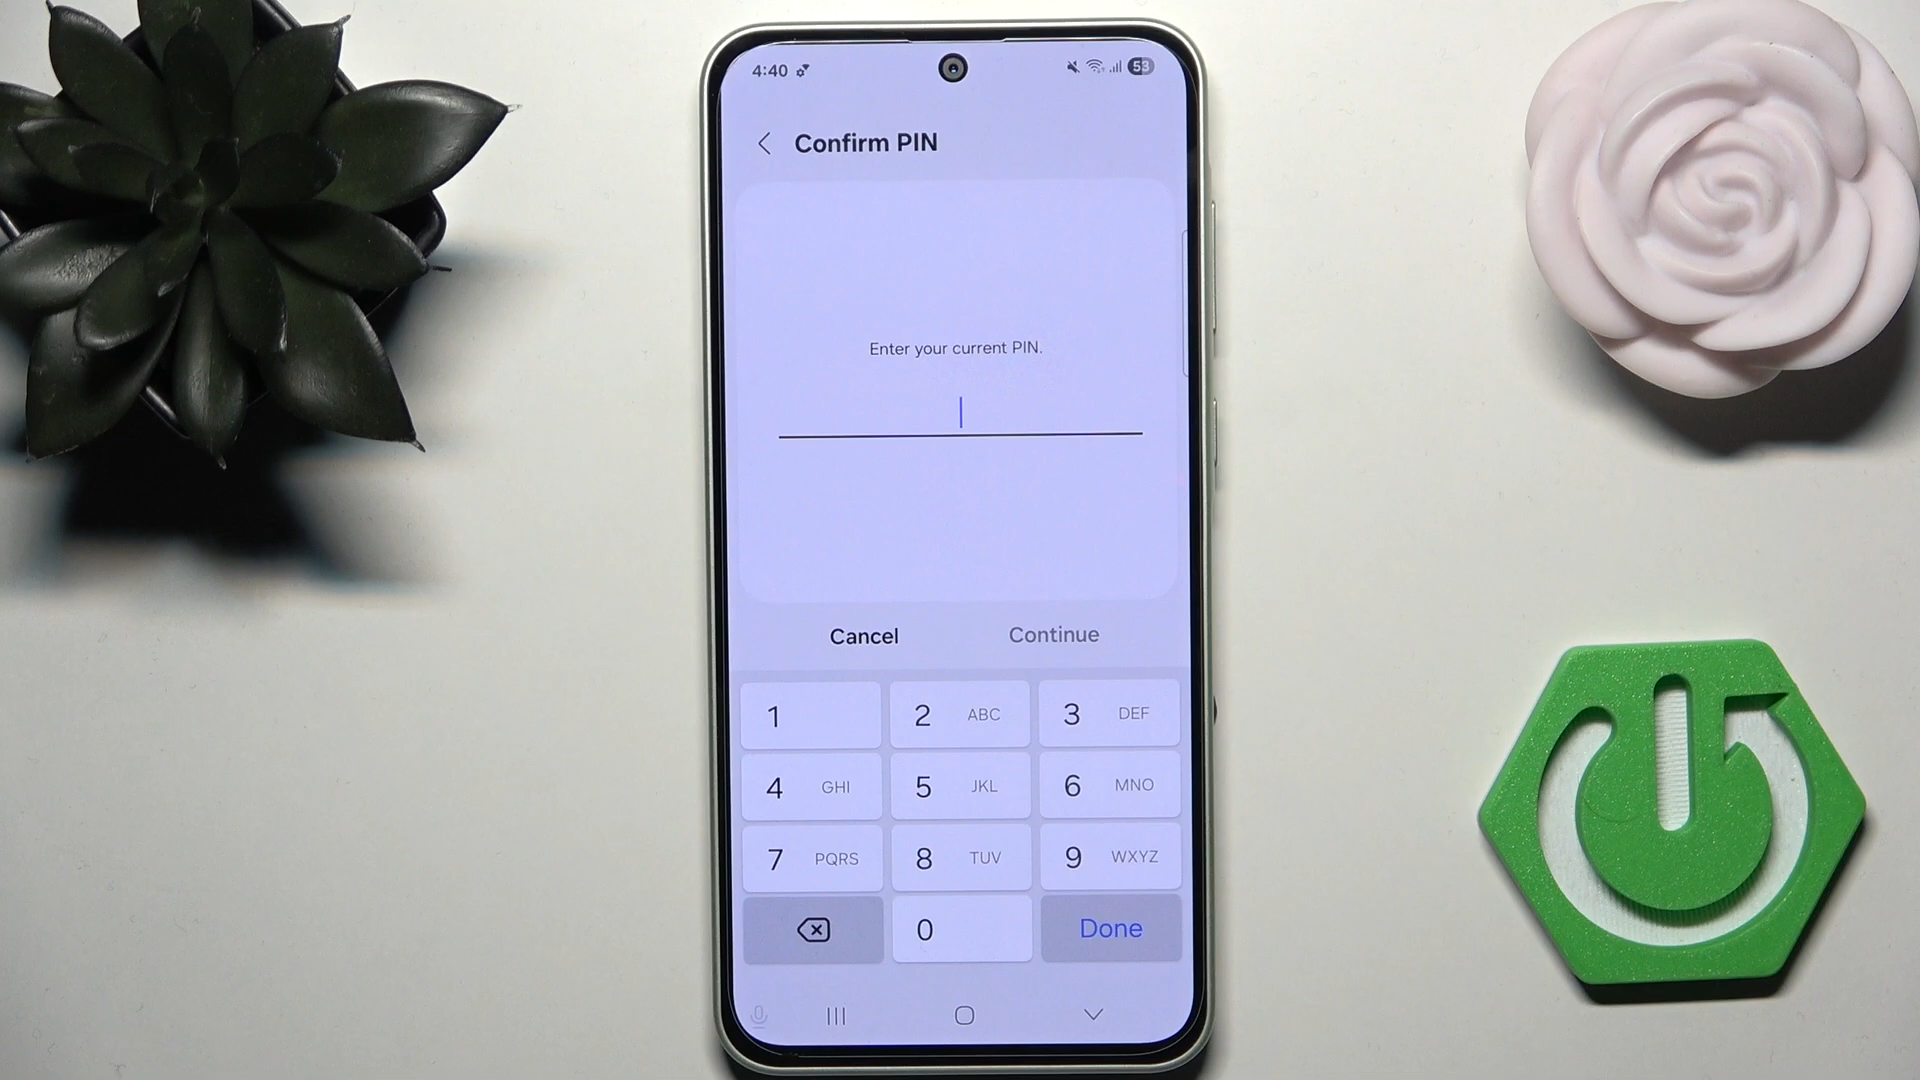 4:40 53
Confirm PIN
Enter your current PIN.
Cancel Continue
1 2 ABC 3 DEF
4 GHI 5 JKL 6 MNO
7 PQRS 8 TUV 9 WXYZ
0 Done